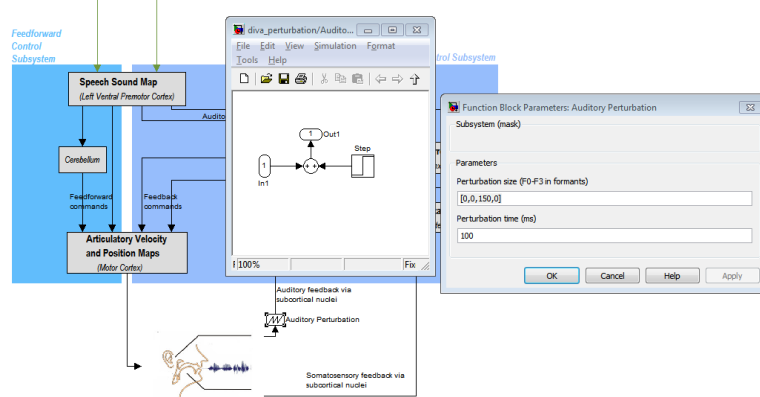 Feedforward
Control
Subsystem
Speech Sound Map
(Left Ventral Premotor Cortex)
Cerebellum
Feedforward
commands
Feedback
commands
Articulatory Velocity
and Position Maps
(Motor Cortex)
diva_perturbation/Audito...
File Edit View Simulation Format
Tools Help
1 Out1
Step
1
In1
100%
Fix
trol Subsystem
Function Block Parameters: Auditory Perturbation
Subsystem (mask)
Parameters
Perturbation size (F0-F3 in formants)
[0,0,150,0]
Perturbation time (ms)
100
OK Cancel Help Apply
Auditory feedback via
subcortical nuclei
Auditory Perturbation
Somatosensory feedback via
subcortical nuclei